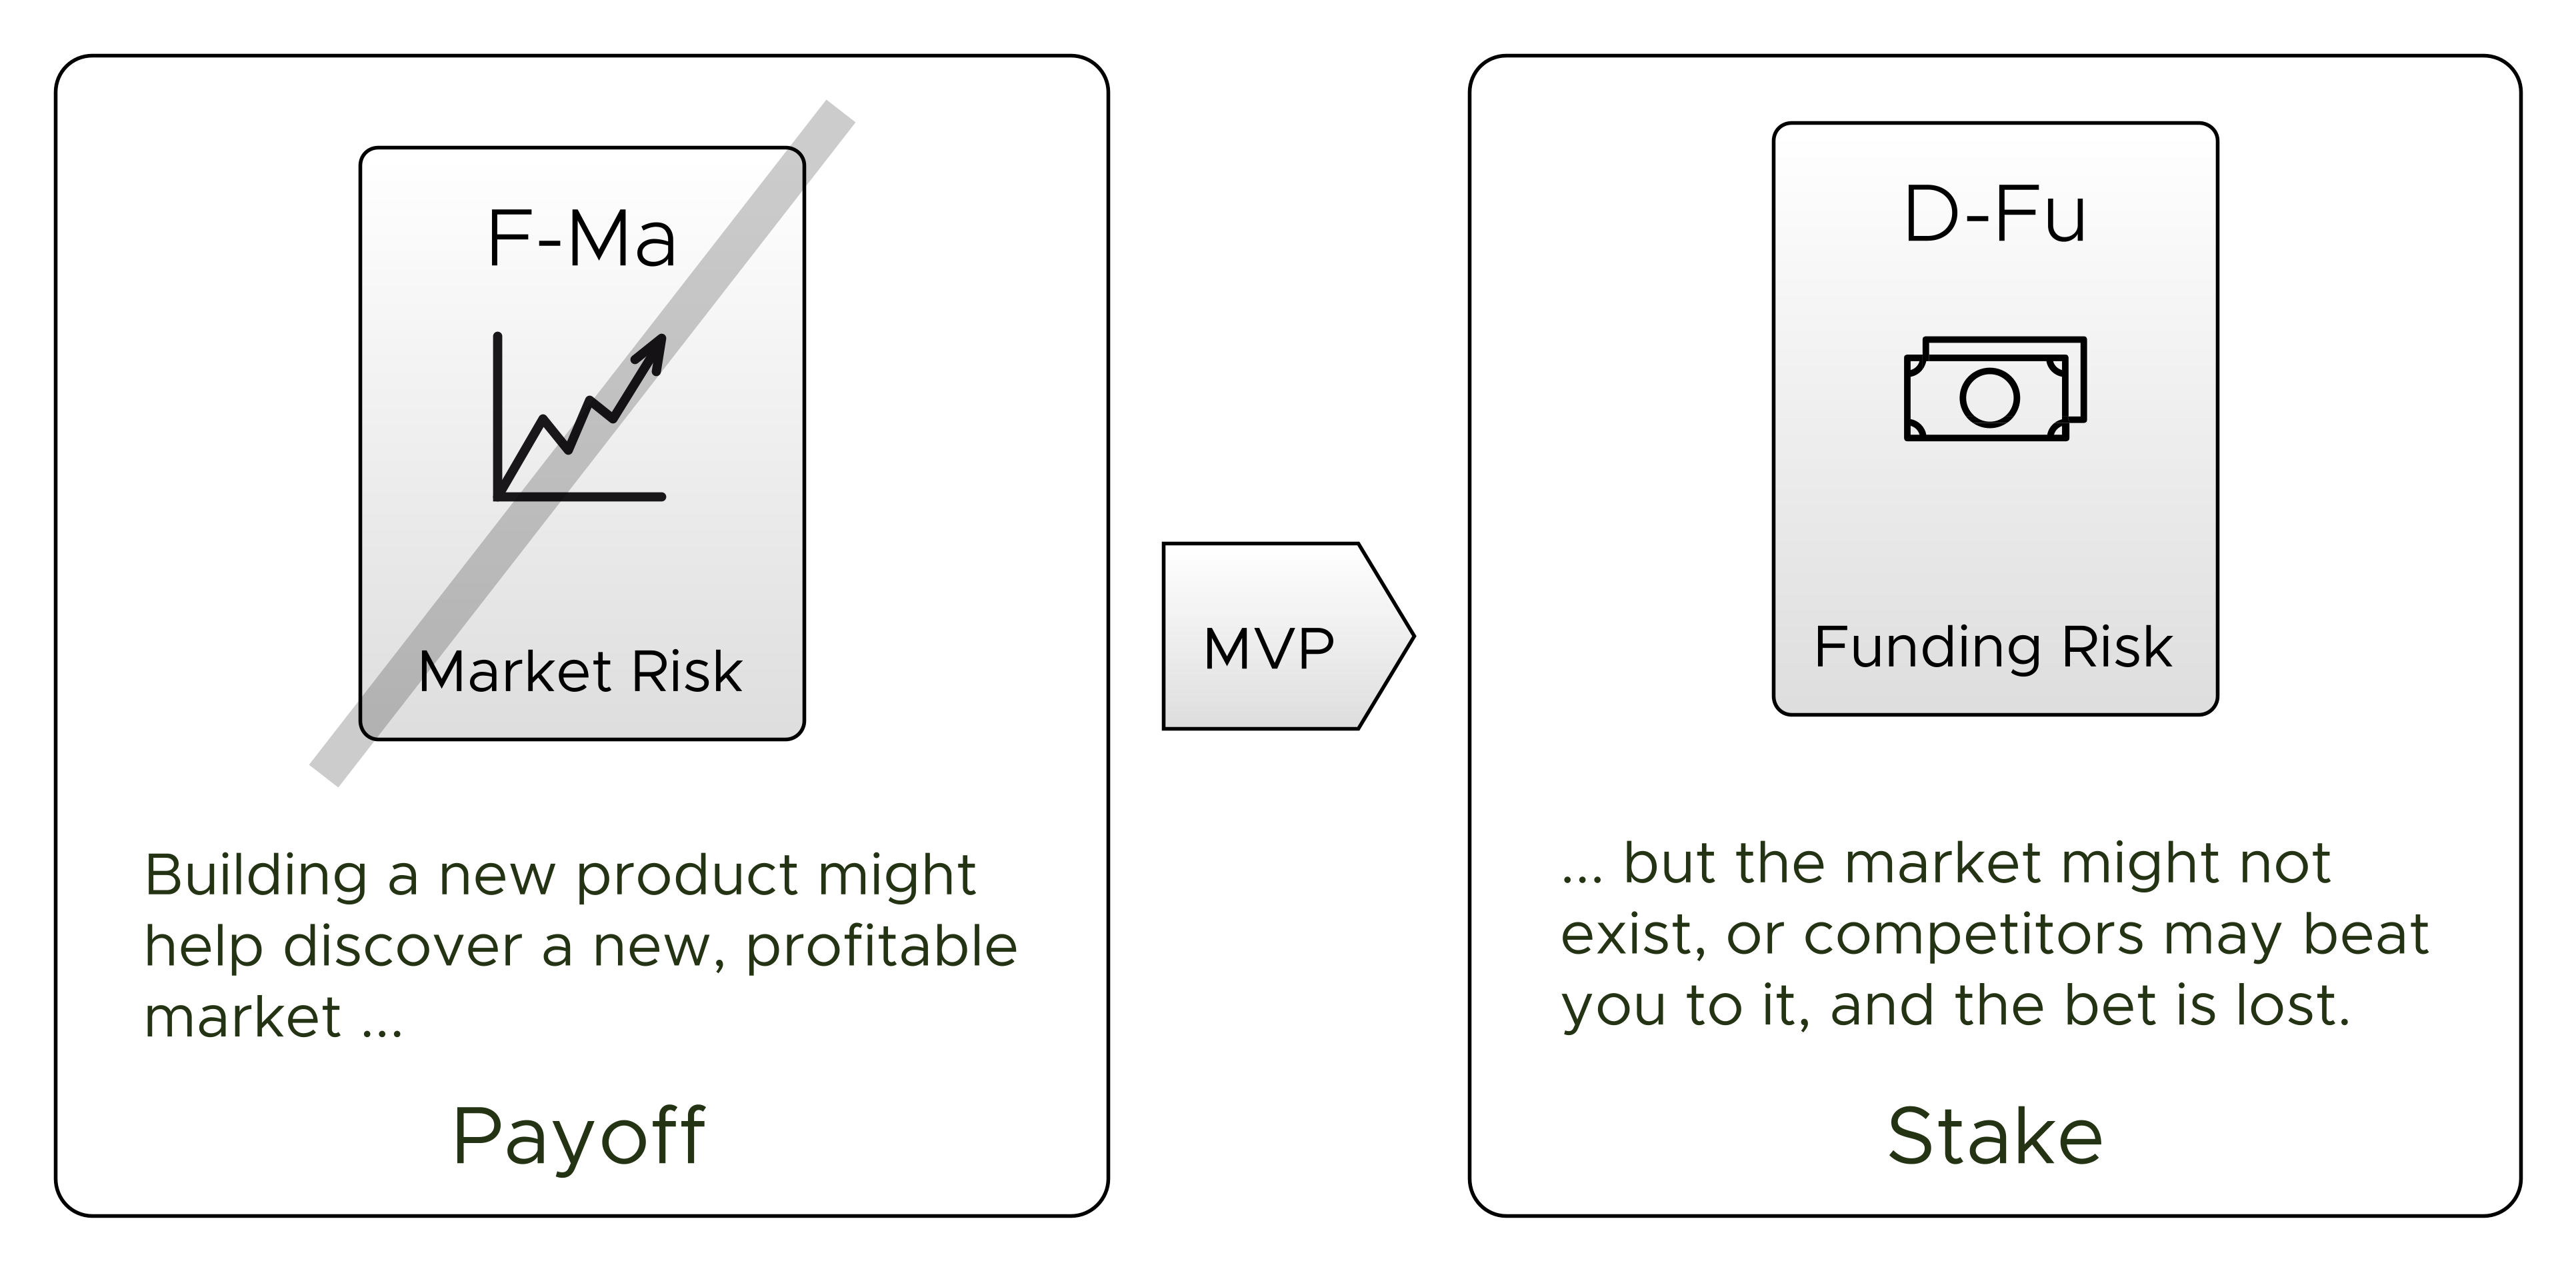 F-Ma
Market Risk
Building a new product might
help discover a new, profitable
market ...
Payoff
MVP
D-Fu
Funding Risk
... but the market might not
exist, or competitors may beat
you to it, and the bet is lost.
Stake